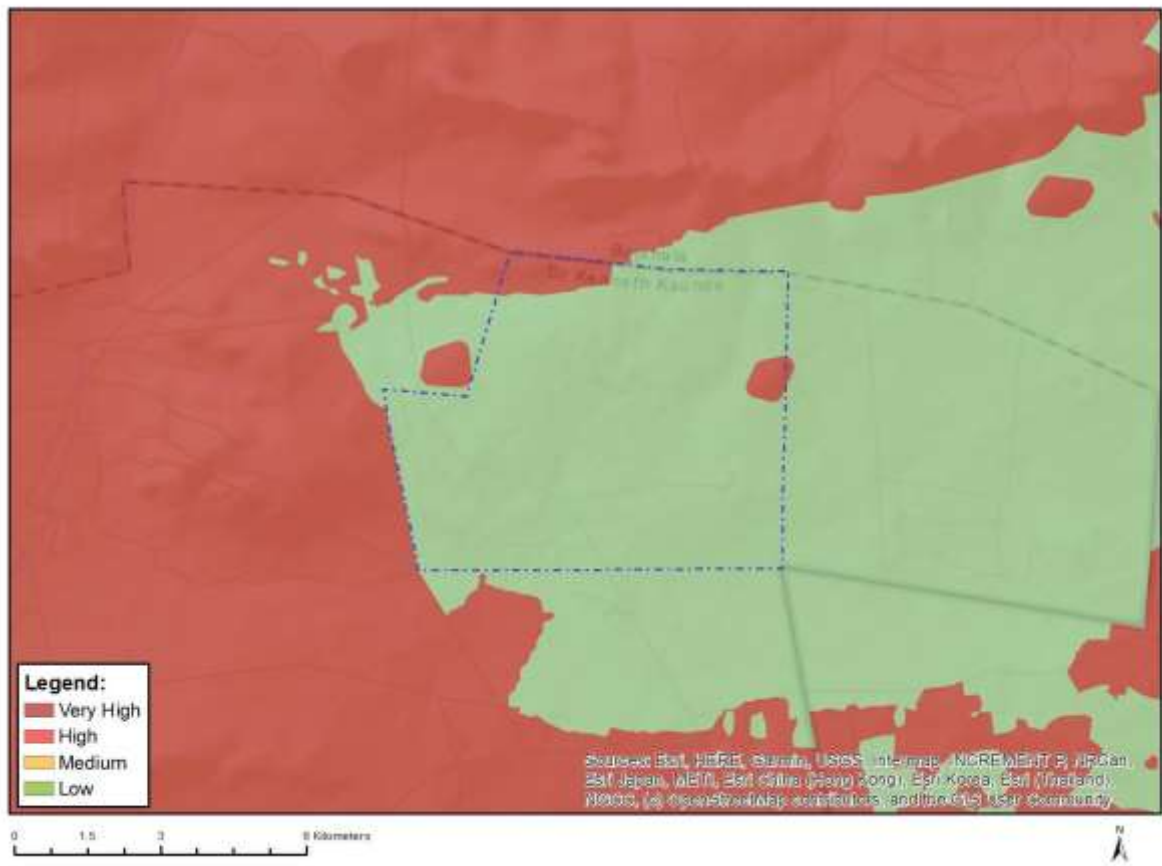 Legend:
Very High
High
Medium
Low
Sources: Esri, HERE, Garmin, USGS, Intermap, INCREMENT P, NRCan,
Esri Japan, METI, Esri China (Hong Kong), Esri Korea, Esri (Thailand),
NGCC, (c) OpenStreetMap contributors, and the GIS User Community
0 1.5 3 6 Kilometers
N